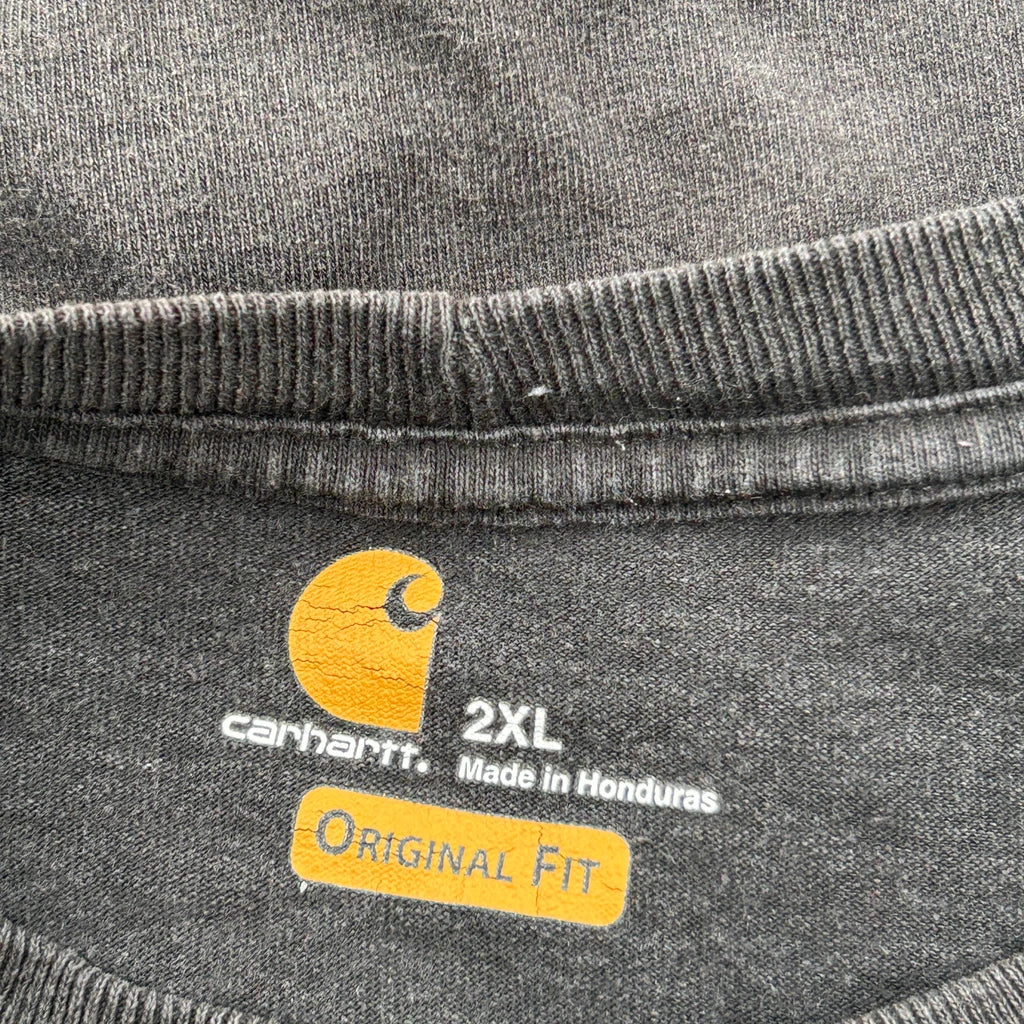 carhartt.
2XL
Made in Honduras
ORIGINAL FIT